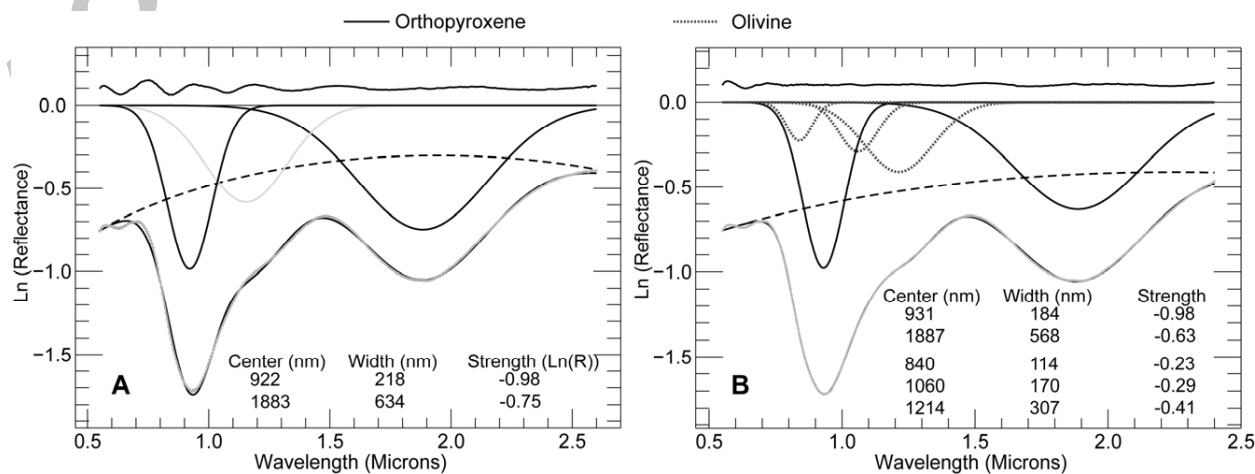 Orthopyroxene
Olivine
0.0
−0.5
−1.0
−1.5
Ln (Reflectance)
Center (nm) Width (nm) Strength (Ln(R))
922 218 -0.98
1883 634 -0.75
A
0.5 1.0 1.5 2.0 2.5
Wavelength (Microns)
0.0
−0.5
−1.0
−1.5
Ln (Reflectance)
Center (nm) Width (nm) Strength
931 184 -0.98
1887 568 -0.63
840 114 -0.23
1060 170 -0.29
1214 307 -0.41
B
0.5 1.0 1.5 2.0 2.5
Wavelength (Microns)